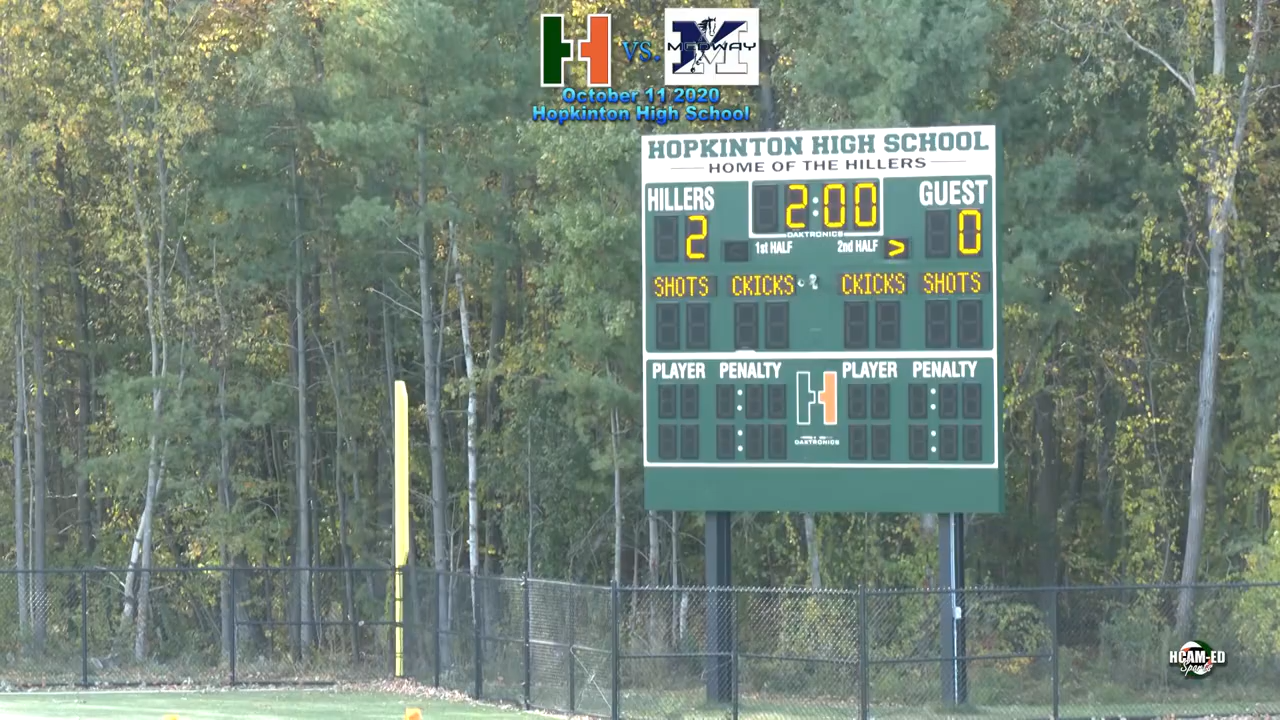 VS.
MEDWAY
October 11 2020
Hopkinton High School
HOPKINTON HIGH SCHOOL
HOME OF THE HILLERS
HILLERS 2:00 GUEST
2 0
DAKTRONICS
1st HALF 2nd HALF >
SHOTS CKICKS CKICKS SHOTS
PLAYER PENALTY PLAYER PENALTY
H
DAKTRONICS
HCAM-ED
Sports